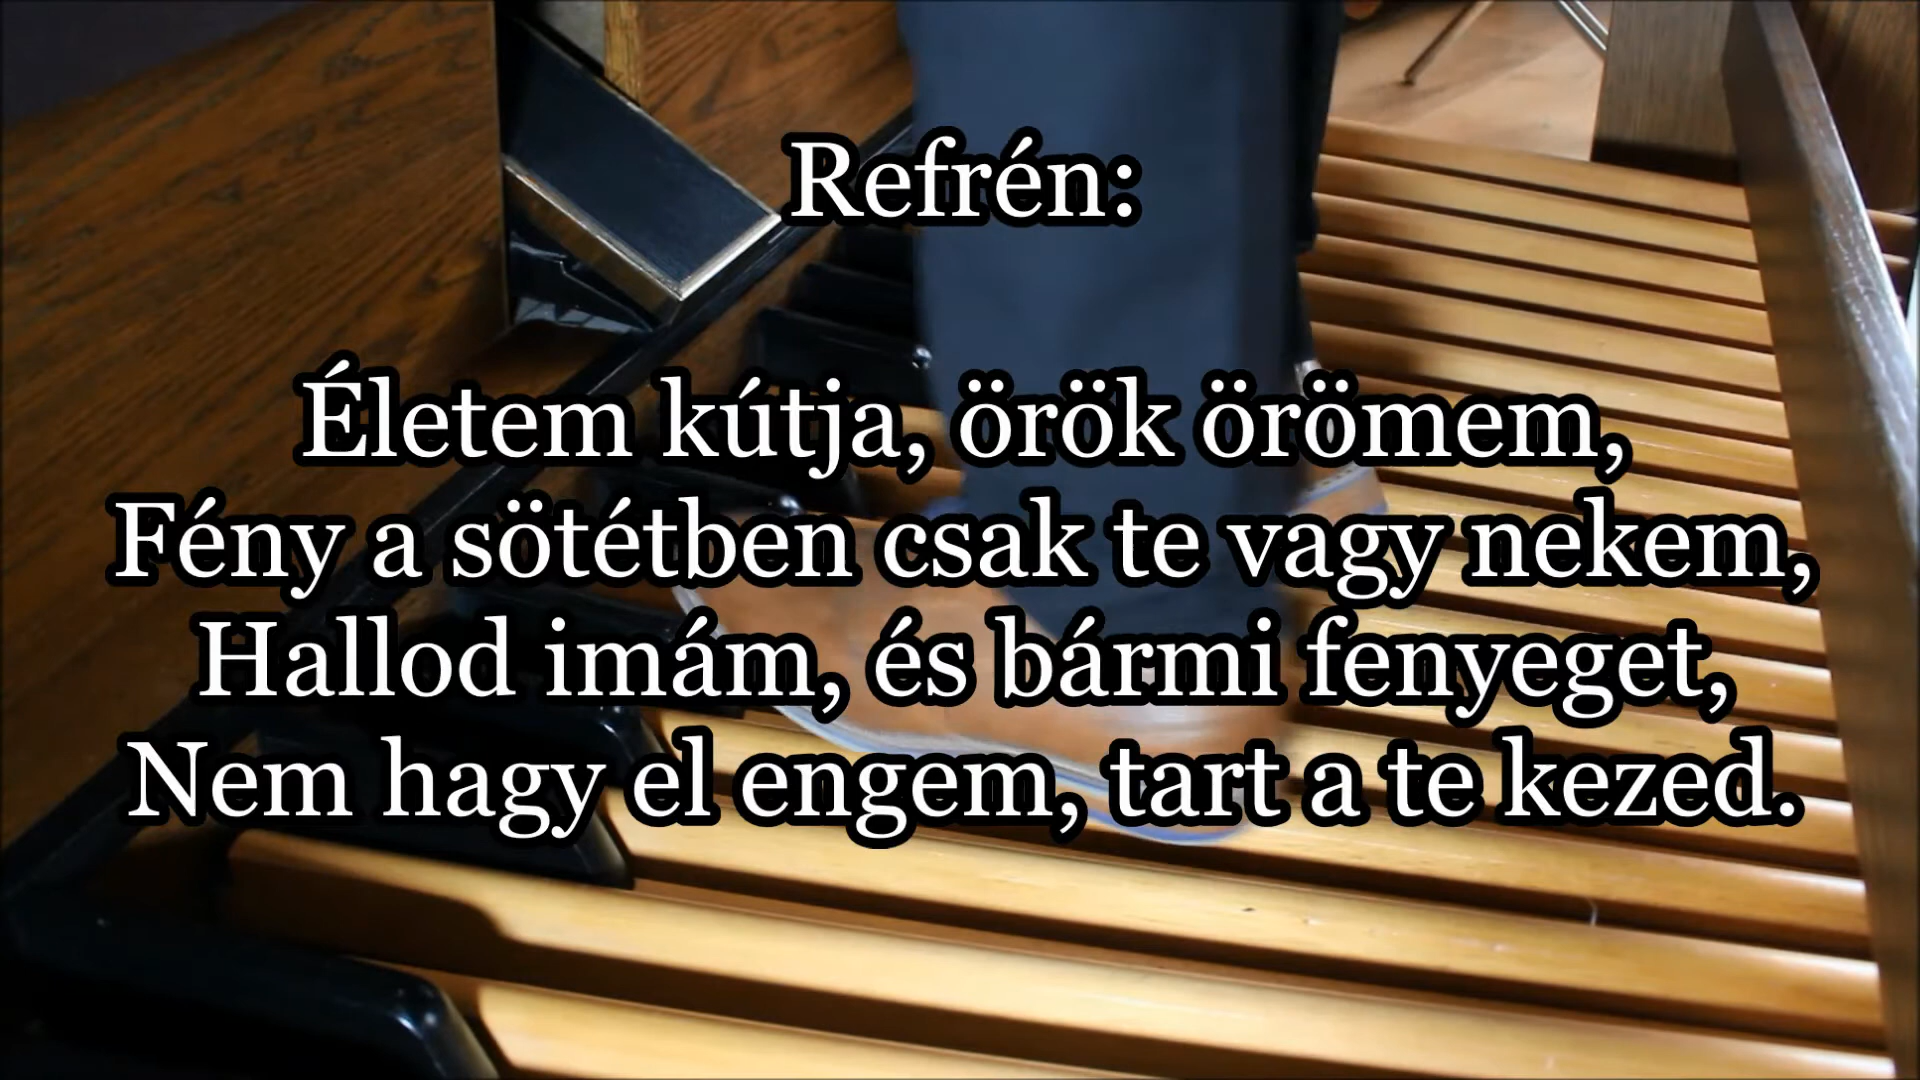 Refrén:
Életem kútja, örök örömem,
Fény a sötétben csak te vagy nekem,
Hallod imám, és bármi fenyeget,
Nem hagy el engem, tart a te kezed.